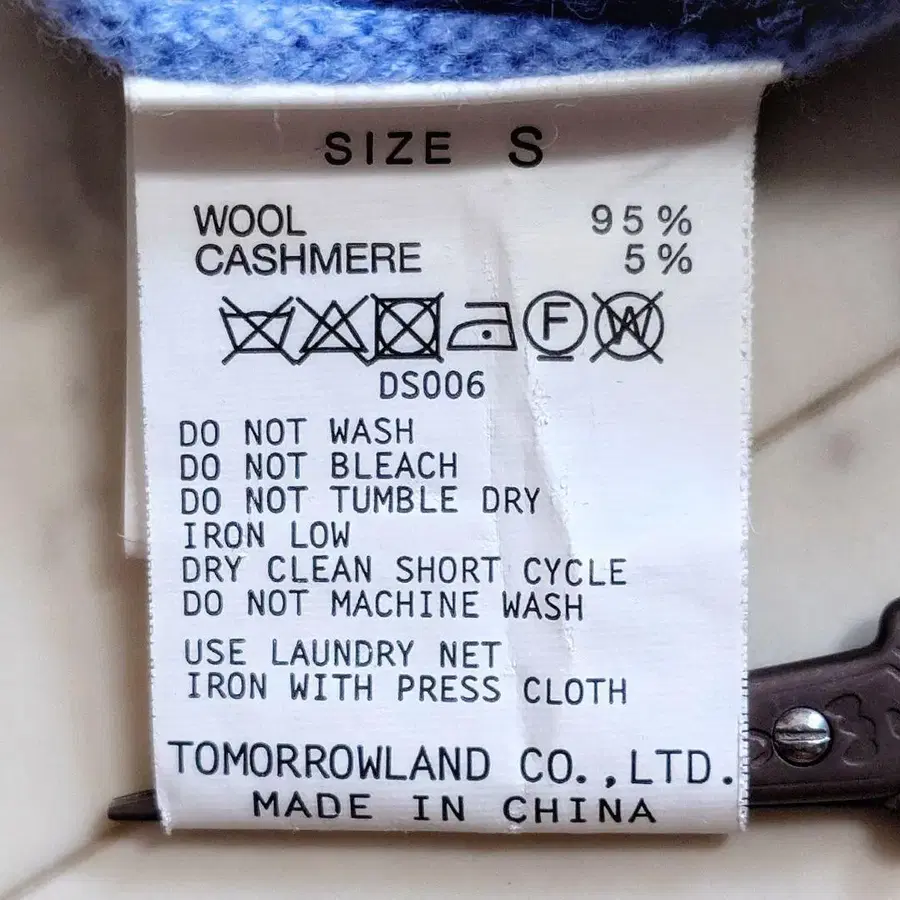 SIZE S
WOOL 95%
CASHMERE 5%
F W
DS006
DO NOT WASH
DO NOT BLEACH
DO NOT TUMBLE DRY
IRON LOW
DRY CLEAN SHORT CYCLE
DO NOT MACHINE WASH
USE LAUNDRY NET
IRON WITH PRESS CLOTH
TOMORROWLAND CO.,LTD.
MADE IN CHINA